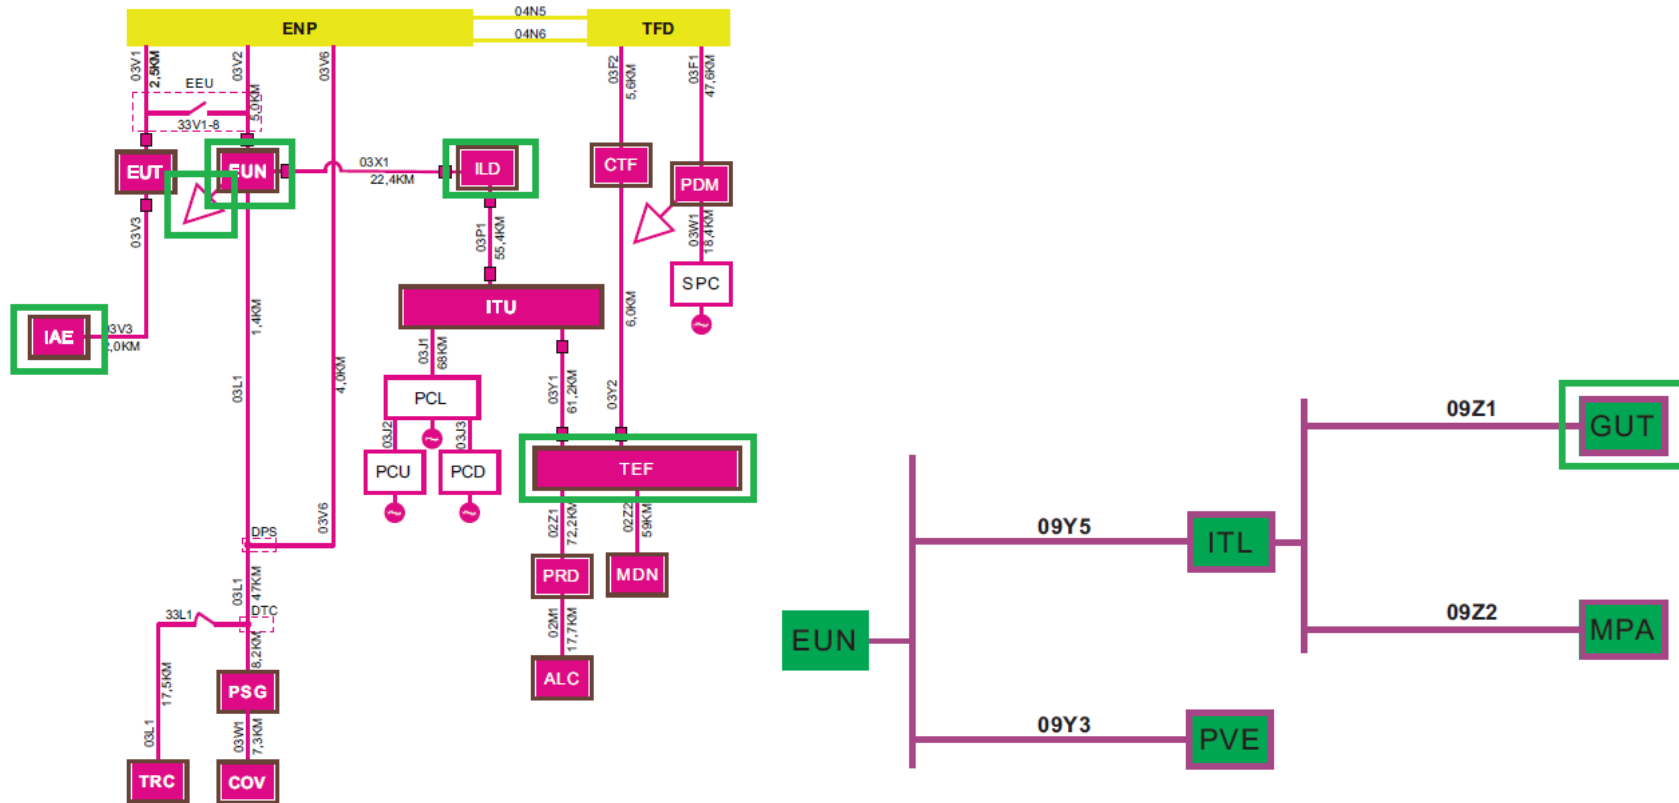 ENP
04N5
04N6
TFD
03V1
2,5KM
03V2
5,0KM
03V6
03F2
5,6KM
03F1
47,6KM
EEU
33V1-8
EUT
EUN
03X1
22,4KM
ILD
CTF
PDM
03V3
03P1
55,4KM
03W1
18,4KM
SPC
ITU
IAE
03V3
2,0KM
1,4KM
03L1
4,0KM
03V6
03J1
68KM
PCL
03J2
03J3
PCU
PCD
03Y1
61,2KM
6,0KM
03Y2
TEF
02Z1
72,2KM
02Z2
59KM
PRD
MDN
02M1
17,7KM
ALC
DPS
03L1
47KM
DTC
33L1
8,2KM
17,5KM
03L1
PSG
03W1
7,3KM
TRC
COV
EUN
09Y5
09Y3
ITL
PVE
09Z1
09Z2
GUT
MPA